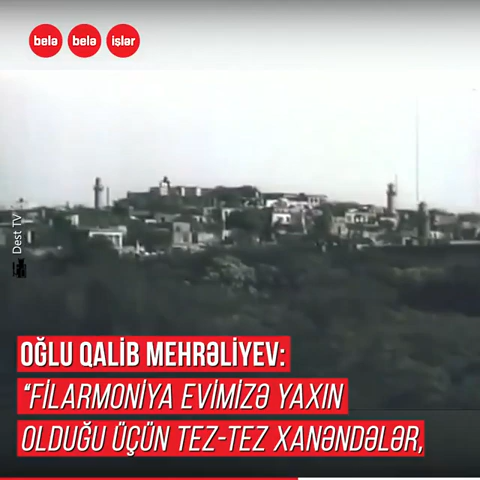 belə belə işlər
Dest TV
OĞLU QALİB MEHRƏLİYEV:
“FİLARMONİYA EVİMİZƏ YAXIN
OLDUĞU ÜÇÜN TEZ-TEZ XANƏNDƏLƏR,